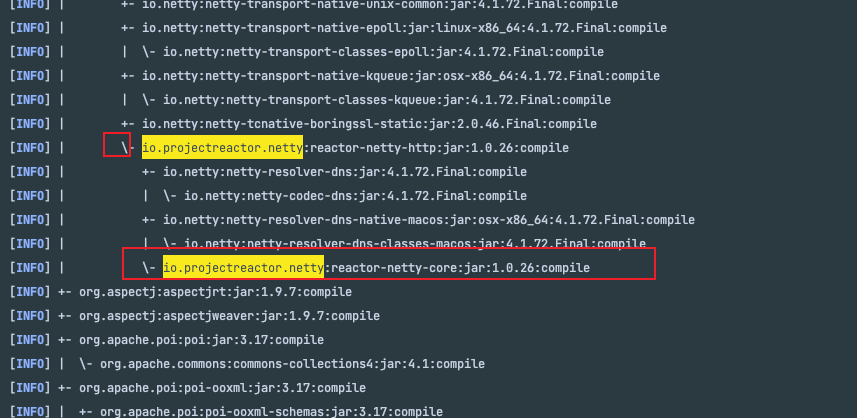 [INFO] |        +- io.netty:netty-transport-native-unix-common:jar:4.1.72.Final:compile
[INFO] |        +- io.netty:netty-transport-native-epoll:jar:linux-x86_64:4.1.72.Final:compile
[INFO] |        |  \- io.netty:netty-transport-classes-epoll:jar:4.1.72.Final:compile
[INFO] |        +- io.netty:netty-transport-native-kqueue:jar:osx-x86_64:4.1.72.Final:compile
[INFO] |        |  \- io.netty:netty-transport-classes-kqueue:jar:4.1.72.Final:compile
[INFO] |        +- io.netty:netty-tcnative-boringssl-static:jar:2.0.46.Final:compile
[INFO] |        \- io.projectreactor.netty:reactor-netty-http:jar:1.0.26:compile
[INFO] |           +- io.netty:netty-resolver-dns:jar:4.1.72.Final:compile
[INFO] |           |  \- io.netty:netty-codec-dns:jar:4.1.72.Final:compile
[INFO] |           +- io.netty:netty-resolver-dns-native-macos:jar:osx-x86_64:4.1.72.Final:compile
[INFO] |           |  \- io.netty:netty-resolver-dns-classes-macos:jar:4.1.72.Final:compile
[INFO] |           \- io.projectreactor.netty:reactor-netty-core:jar:1.0.26:compile
[INFO] +- org.aspectj:aspectjrt:jar:1.9.7:compile
[INFO] +- org.aspectj:aspectjweaver:jar:1.9.7:compile
[INFO] +- org.apache.poi:poi:jar:3.17:compile
[INFO] |  \- org.apache.commons:commons-collections4:jar:4.1:compile
[INFO] +- org.apache.poi:poi-ooxml:jar:3.17:compile
[INFO] |  +- org.apache.poi:poi-ooxml-schemas:jar:3.17:compile